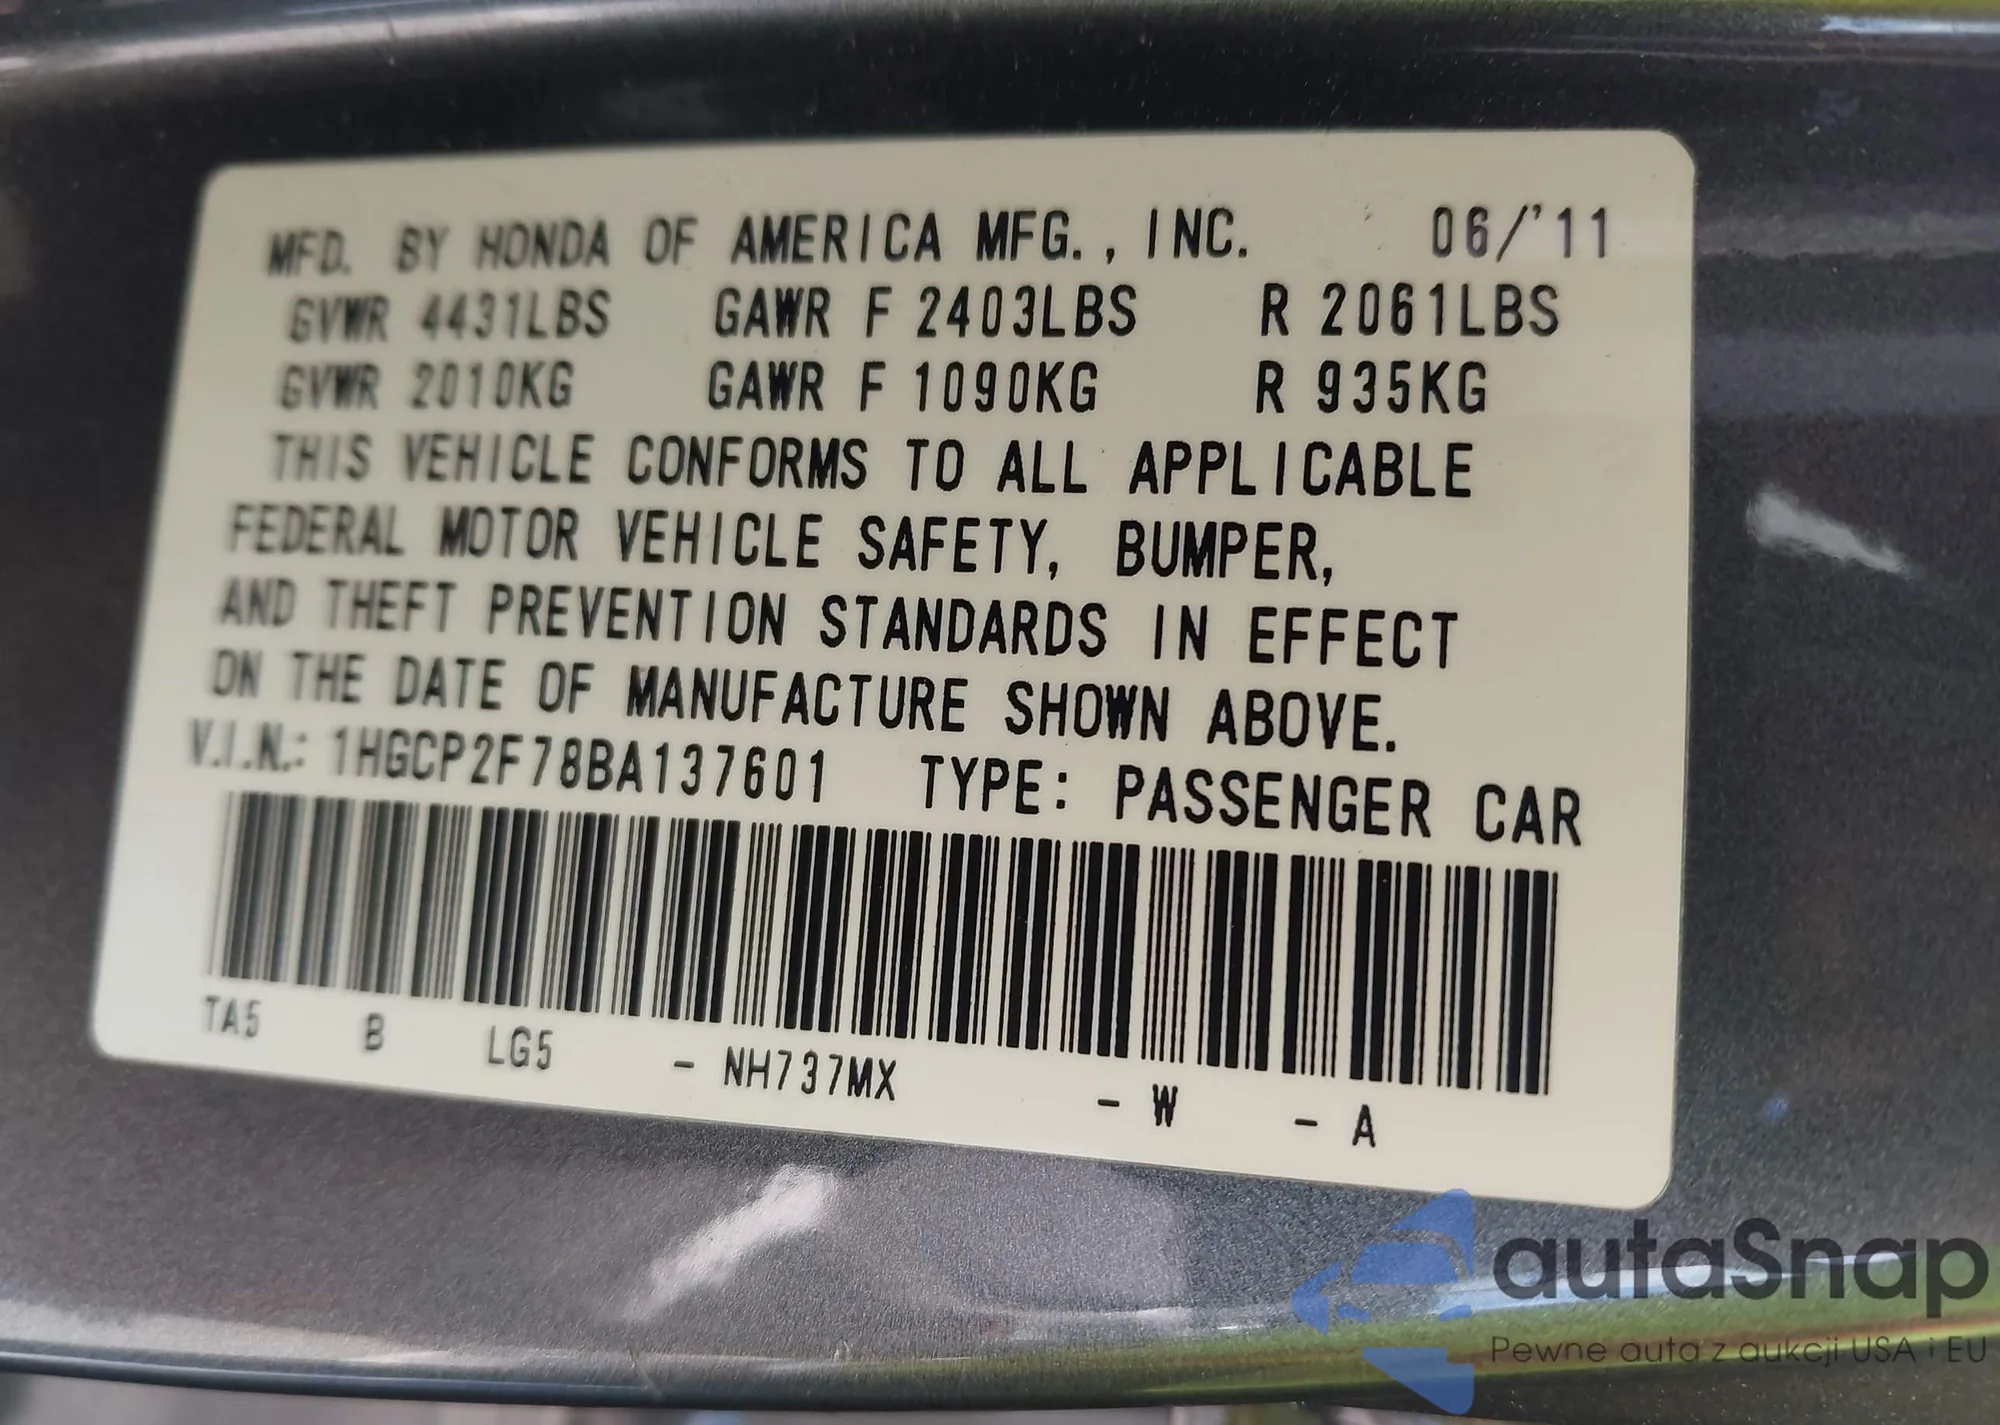 MFD. BY HONDA OF AMERICA MFG., INC. 06/'11
GVWR 4431LBS GAWR F 2403LBS R 2061LBS
GVWR 2010KG GAWR F 1090KG R 935KG
THIS VEHICLE CONFORMS TO ALL APPLICABLE
FEDERAL MOTOR VEHICLE SAFETY, BUMPER,
AND THEFT PREVENTION STANDARDS IN EFFECT
ON THE DATE OF MANUFACTURE SHOWN ABOVE.
V.I.N.: 1HGCP2F78BA137601 TYPE: PASSENGER CAR
TA5 B LG5 - NH737MX - W - A
autaSnap
Pewne auta z aukcji USA i EU